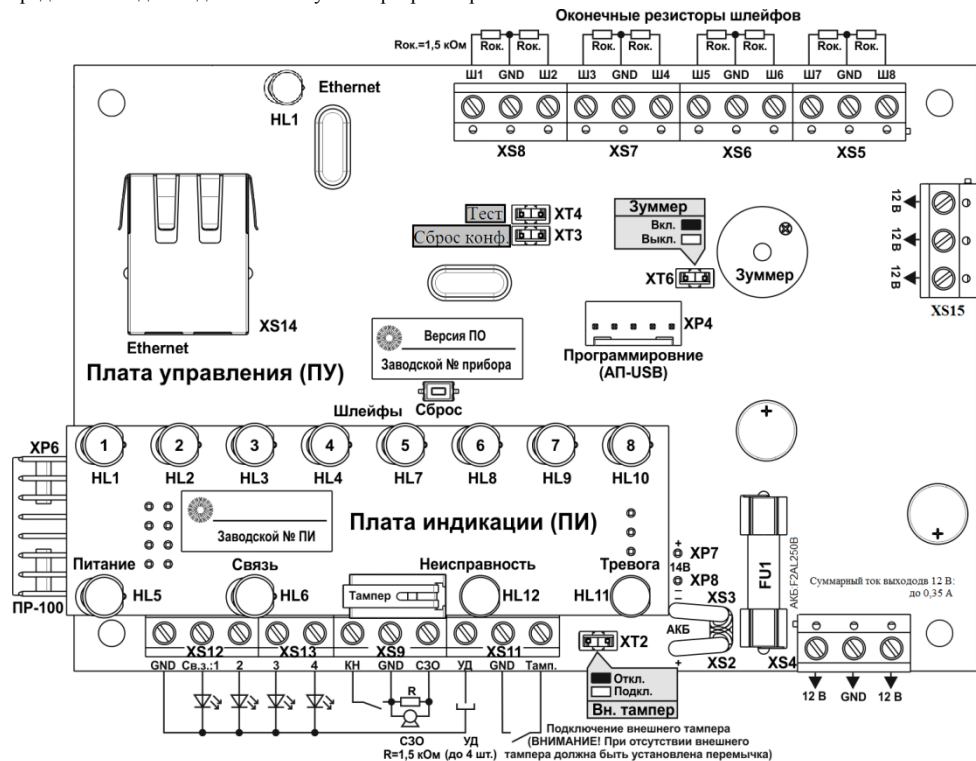 Оконечные резисторы шлейфов
Rок.=1,5 кОм
Rок. Rок. Rок. Rок. Rок. Rок. Rок. Rок.
Ш1 GND Ш2 Ш3 GND Ш4 Ш5 GND Ш6 Ш7 GND Ш8
XS8 XS7 XS6 XS5
Ethernet
HL1
Тест XT4
Сброс конф. XT3
Зуммер
Вкл.
Выкл.
XT6
Зуммер
12 В
12 В
12 В
XS15
XS14
Ethernet
Версия ПО
Заводской № прибора
XP4
Программировние
(АП-USB)
Плата управления (ПУ)
Шлейфы Сброс
+
+
XP6
1 2 3 4 5 6 7 8
HL1 HL2 HL3 HL4 HL7 HL8 HL9 HL10
Заводской № ПИ
Плата индикации (ПИ)
Питание Связь Неисправность Тревога
HL5 HL6 Тампер HL12 HL11
ПР-100
+
XP7
14В
XP8
–
–
XS3
АКБ
+
XS2
FU1
АКБ F2AL250В
XS4
Суммарный ток выхододв 12 В:
до 0,35 А
12 В GND 12 В
XS12 XS13 XS9 XS11
GND Св.з.:1 2 3 4 КН GND СЗО УД GND Тамп.
XT2
Откл.
Подкл.
Вн. тампер
R
СЗО УД
R=1,5 кОм (до 4 шт.)
Подключение внешнего тампера
(ВНИМАНИЕ! При отсутствии внешнего
тампера должна быть установлена перемычка)